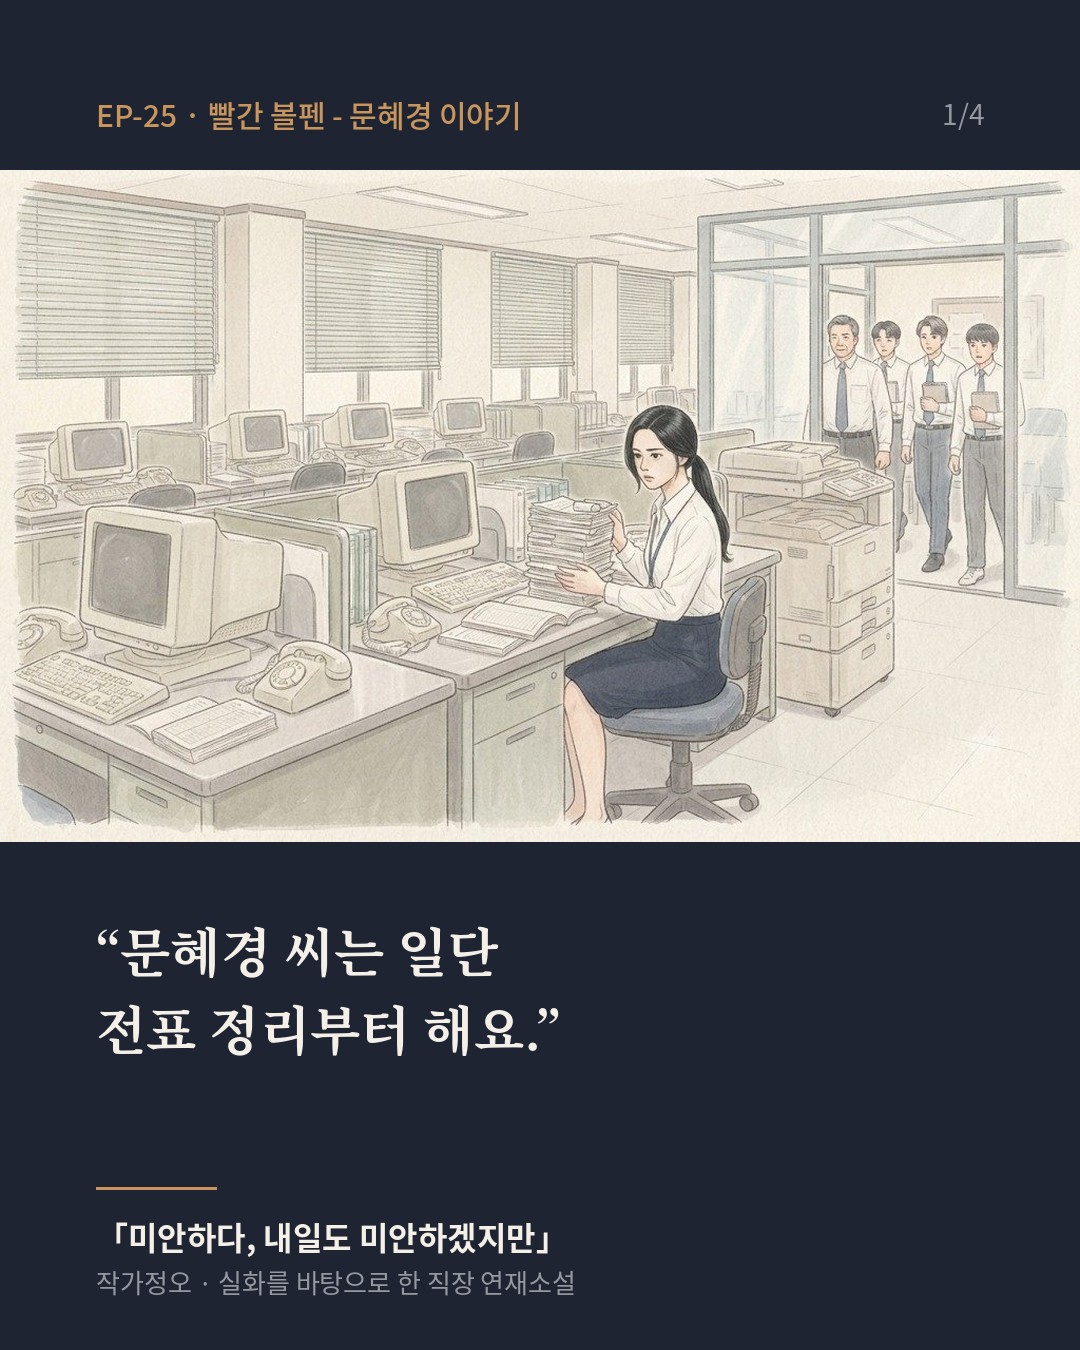 EP-25 · 빨간 볼펜 - 문혜경 이야기
1/4
“문혜경 씨는 일단
전표 정리부터 해요.”
「미안하다, 내일도 미안하겠지만」
작가정오 · 실화를 바탕으로 한 직장 연재소설